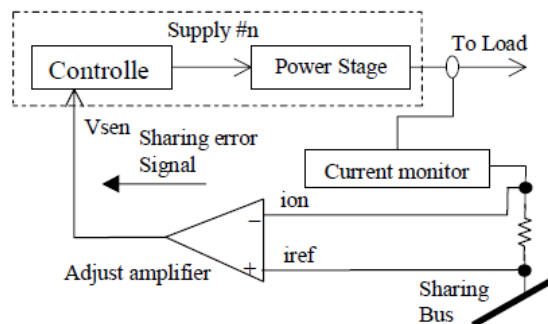 Supply #n
To Load
Controlle
Power Stage
Vsen
Sharing error
Signal
Current monitor
ion
−
Adjust amplifier
iref
+
Sharing
Bus